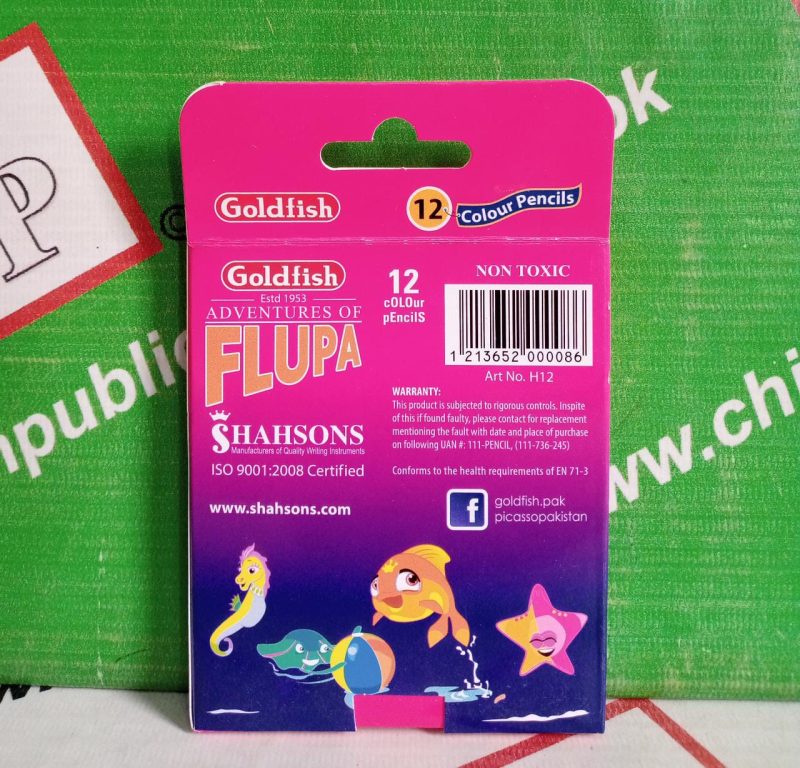 P
©
ok
npublic
www.chi
Goldfish
12 Colour Pencils
Goldfish
Estd 1953
ADVENTURES OF
FLUPA
12
cOLOur
pEncilS
NON TOXIC
1 213652 000086
Art No. H12
WARRANTY:
This product is subjected to rigorous controls. Inspite
of this if found faulty, please contact for replacement
mentioning the fault with date and place of purchase
on following UAN #: 111-PENCIL, (111-736-245)
Conforms to the health requirements of EN 71-3
SHAHSONS
Manufacturers of Quality Writing Instruments
ISO 9001:2008 Certified
www.shahsons.com
f
goldfish.pak
picassopakistan